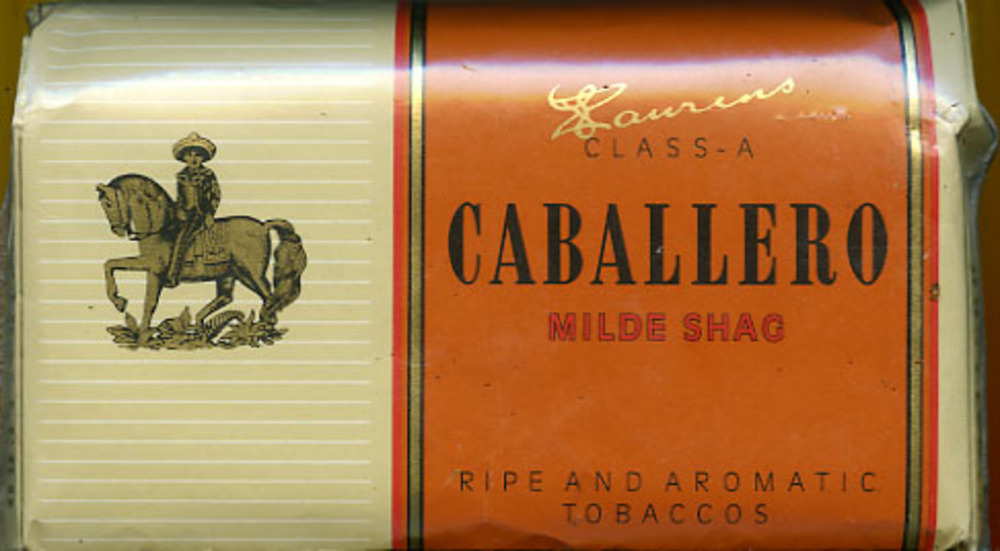 Laurens
CLASS-A
CABALLERO
MILDE SHAG
RIPE AND AROMATIC
TOBACCOS